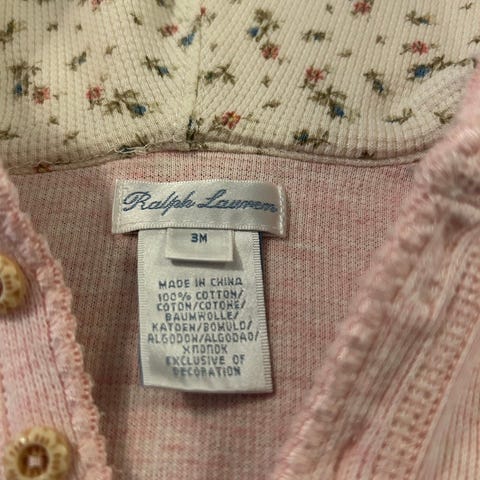 Ralph Lauren
3M
MADE IN CHINA
100% COTTON/
COTON/COTONE/
BAUMWOLLE/
KATOEN/BOMULD/
ALGODON/ALGODAO/
ХЛОПОК
EXCLUSIVE OF
DECORATION